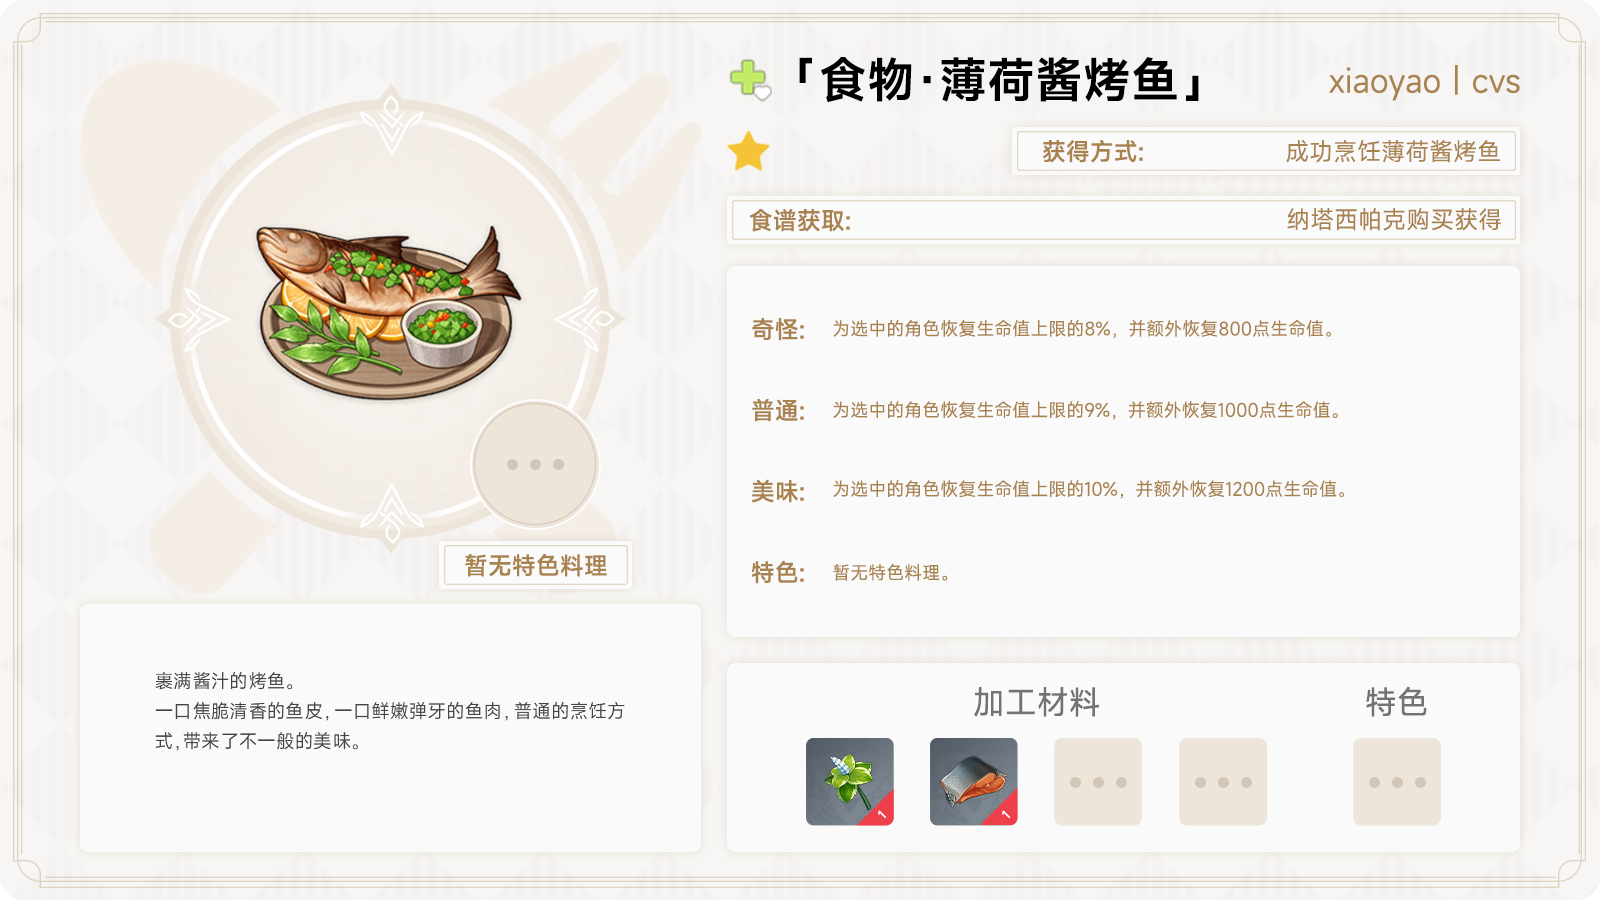 「食物·薄荷酱烤鱼」
xiaoyao | cvs
获得方式: 成功烹饪薄荷酱烤鱼
食谱获取: 纳塔西帕克购买获得
奇怪: 为选中的角色恢复生命值上限的8%，并额外恢复800点生命值。
普通: 为选中的角色恢复生命值上限的9%，并额外恢复1000点生命值。
美味: 为选中的角色恢复生命值上限的10%，并额外恢复1200点生命值。
特色: 暂无特色料理。
暂无特色料理
裹满酱汁的烤鱼。
一口焦脆清香的鱼皮,一口鲜嫩弹牙的鱼肉,普通的烹饪方
式,带来了不一般的美味。
加工材料 特色
1 1